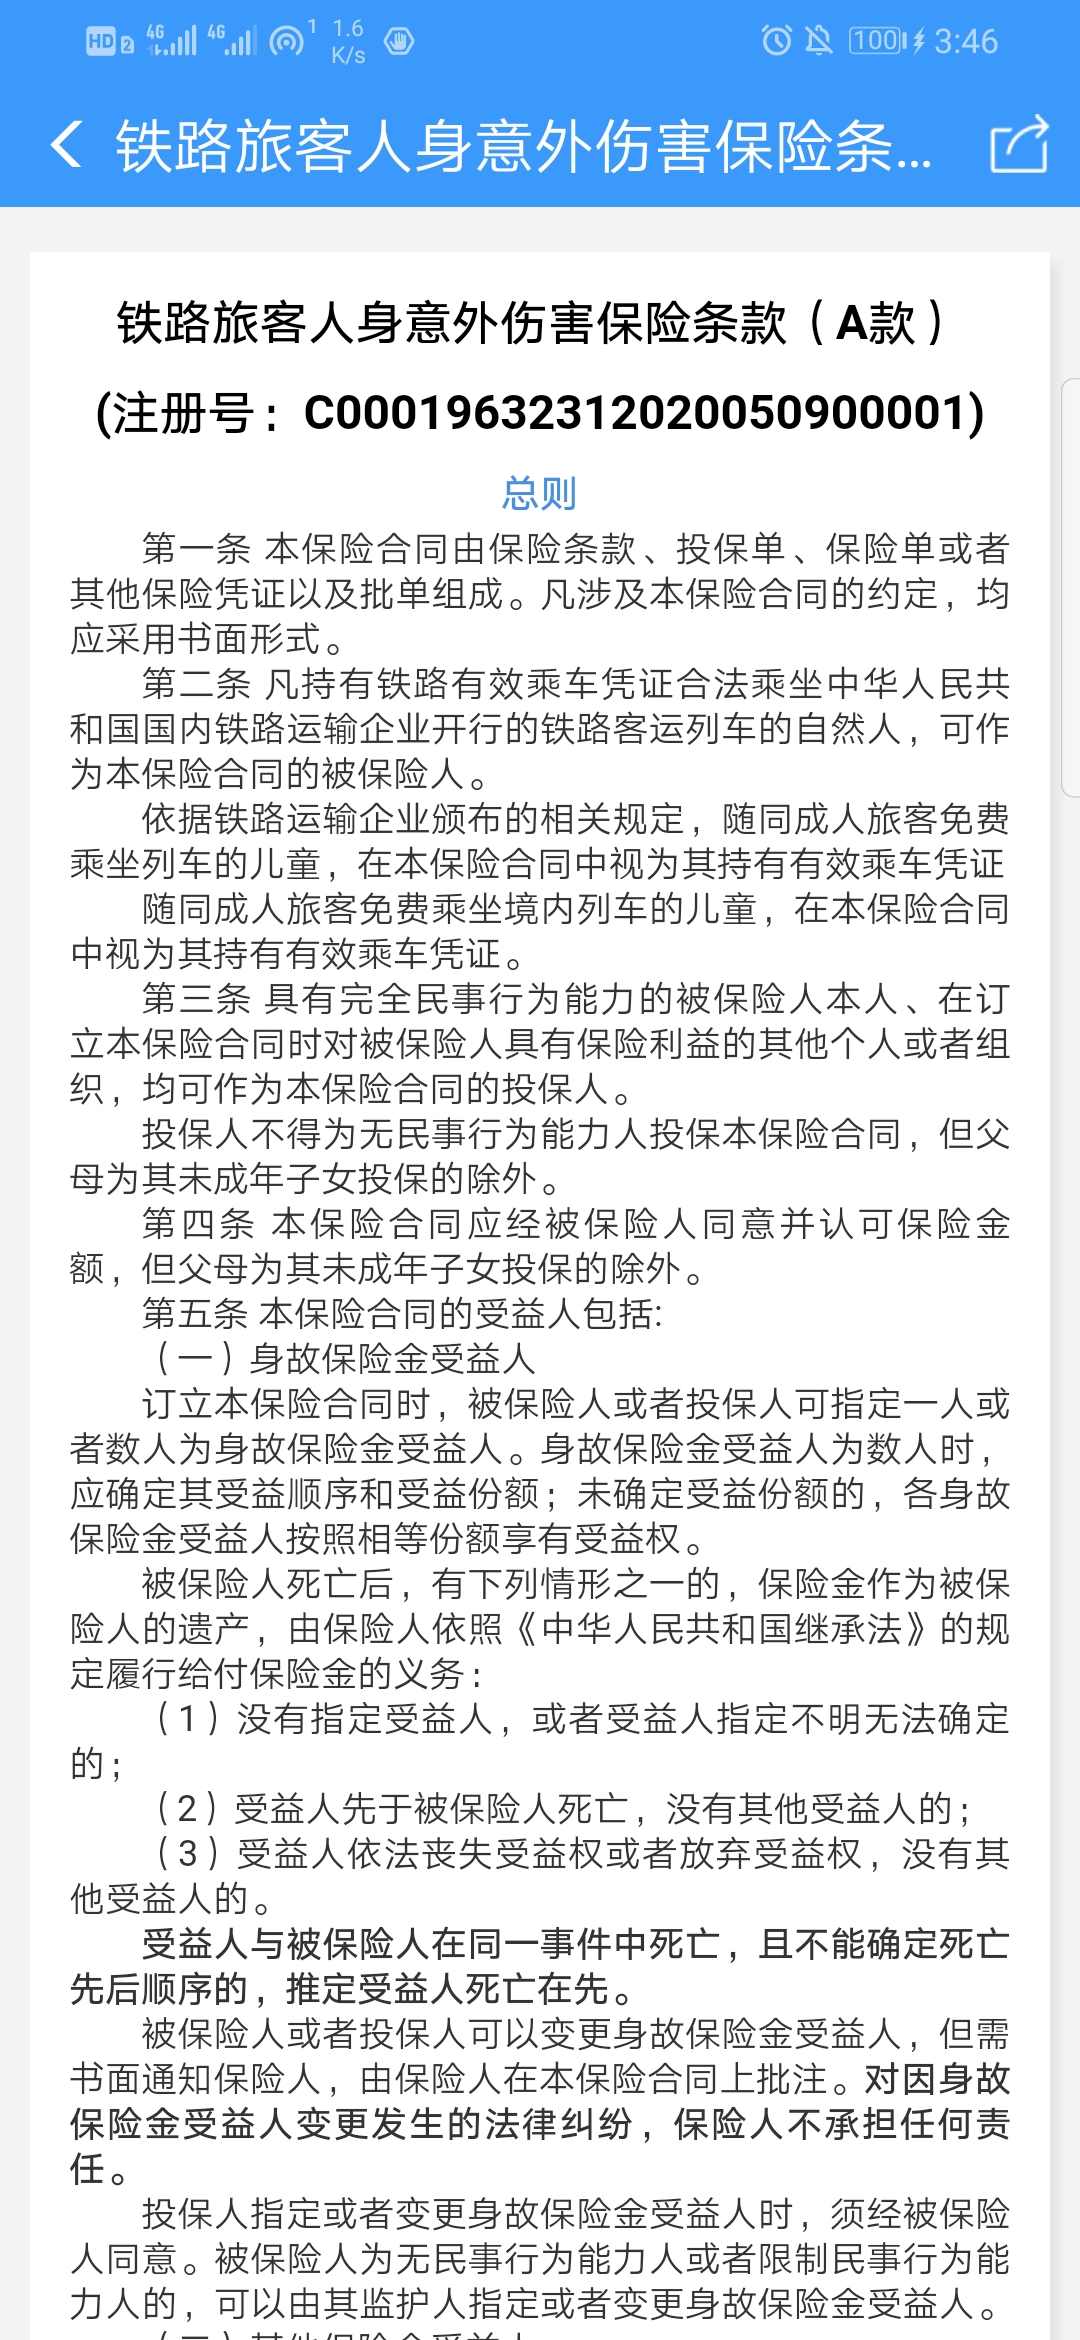 HD 2 4G 4G 1 1.6 K/s 100 3:46
铁路旅客人身意外伤害保险条...
铁路旅客人身意外伤害保险条款（A款）
(注册号：C00019632312020050900001)
总则
第一条 本保险合同由保险条款、投保单、保险单或者
其他保险凭证以及批单组成。凡涉及本保险合同的约定，均
应采用书面形式。
第二条 凡持有铁路有效乘车凭证合法乘坐中华人民共
和国国内铁路运输企业开行的铁路客运列车的自然人，可作
为本保险合同的被保险人。
依据铁路运输企业颁布的相关规定，随同成人旅客免费
乘坐列车的儿童，在本保险合同中视为其持有有效乘车凭证
随同成人旅客免费乘坐境内列车的儿童，在本保险合同
中视为其持有有效乘车凭证。
第三条 具有完全民事行为能力的被保险人本人、在订
立本保险合同时对被保险人具有保险利益的其他个人或者组
织，均可作为本保险合同的投保人。
投保人不得为无民事行为能力人投保本保险合同，但父
母为其未成年子女投保的除外。
第四条 本保险合同应经被保险人同意并认可保险金
额，但父母为其未成年子女投保的除外。
第五条 本保险合同的受益人包括:
（一）身故保险金受益人
订立本保险合同时，被保险人或者投保人可指定一人或
者数人为身故保险金受益人。身故保险金受益人为数人时，
应确定其受益顺序和受益份额；未确定受益份额的，各身故
保险金受益人按照相等份额享有受益权。
被保险人死亡后，有下列情形之一的，保险金作为被保
险人的遗产，由保险人依照《中华人民共和国继承法》的规
定履行给付保险金的义务：
（1）没有指定受益人，或者受益人指定不明无法确定
的；
（2）受益人先于被保险人死亡，没有其他受益人的；
（3）受益人依法丧失受益权或者放弃受益权，没有其
他受益人的。
受益人与被保险人在同一事件中死亡，且不能确定死亡
先后顺序的，推定受益人死亡在先。
被保险人或者投保人可以变更身故保险金受益人，但需
书面通知保险人，由保险人在本保险合同上批注。对因身故
保险金受益人变更发生的法律纠纷，保险人不承担任何责
任。
投保人指定或者变更身故保险金受益人时，须经被保险
人同意。被保险人为无民事行为能力人或者限制民事行为能
力人的，可以由其监护人指定或者变更身故保险金受益人。